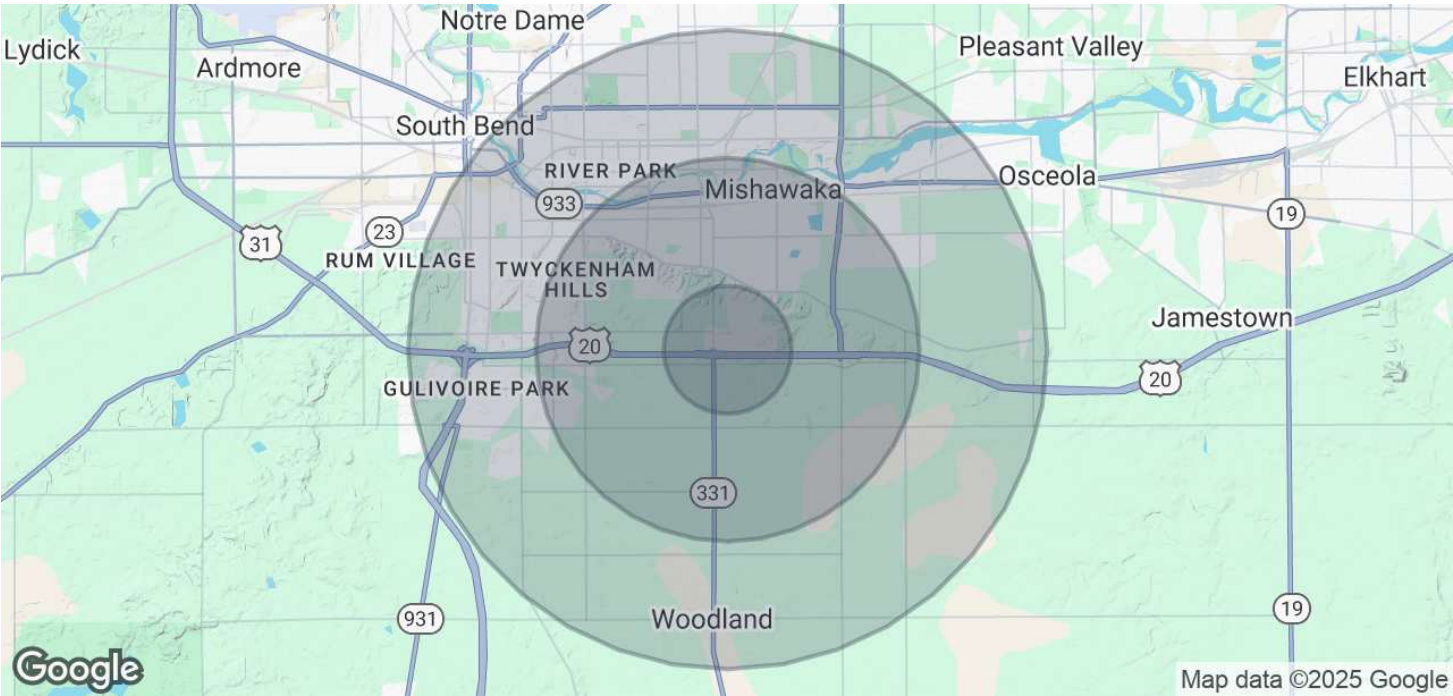 Notre Dame
Lydick
Ardmore
Pleasant Valley
Elkhart
South Bend
RIVER PARK
Mishawaka
Osceola
933
19
23
31
RUM VILLAGE
TWYCKENHAM
HILLS
Jamestown
20
20
GULIVOIRE PARK
331
931
Woodland
19
Google
Map data ©2025 Google